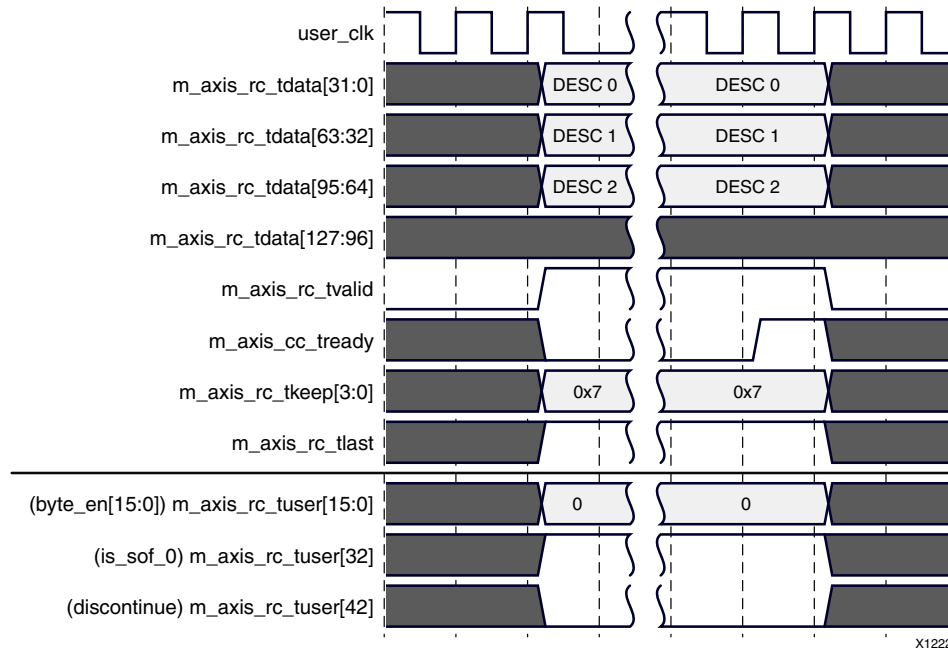 user_clk
m_axis_rc_tdata[31:0] DESC 0 DESC 0
m_axis_rc_tdata[63:32] DESC 1 DESC 1
m_axis_rc_tdata[95:64] DESC 2 DESC 2
m_axis_rc_tdata[127:96]
m_axis_rc_tvalid
m_axis_cc_tready
m_axis_rc_tkeep[3:0] 0x7 0x7
m_axis_rc_tlast
(byte_en[15:0]) m_axis_rc_tuser[15:0] 0 0
(is_sof_0) m_axis_rc_tuser[32]
(discontinue) m_axis_rc_tuser[42]
X1222